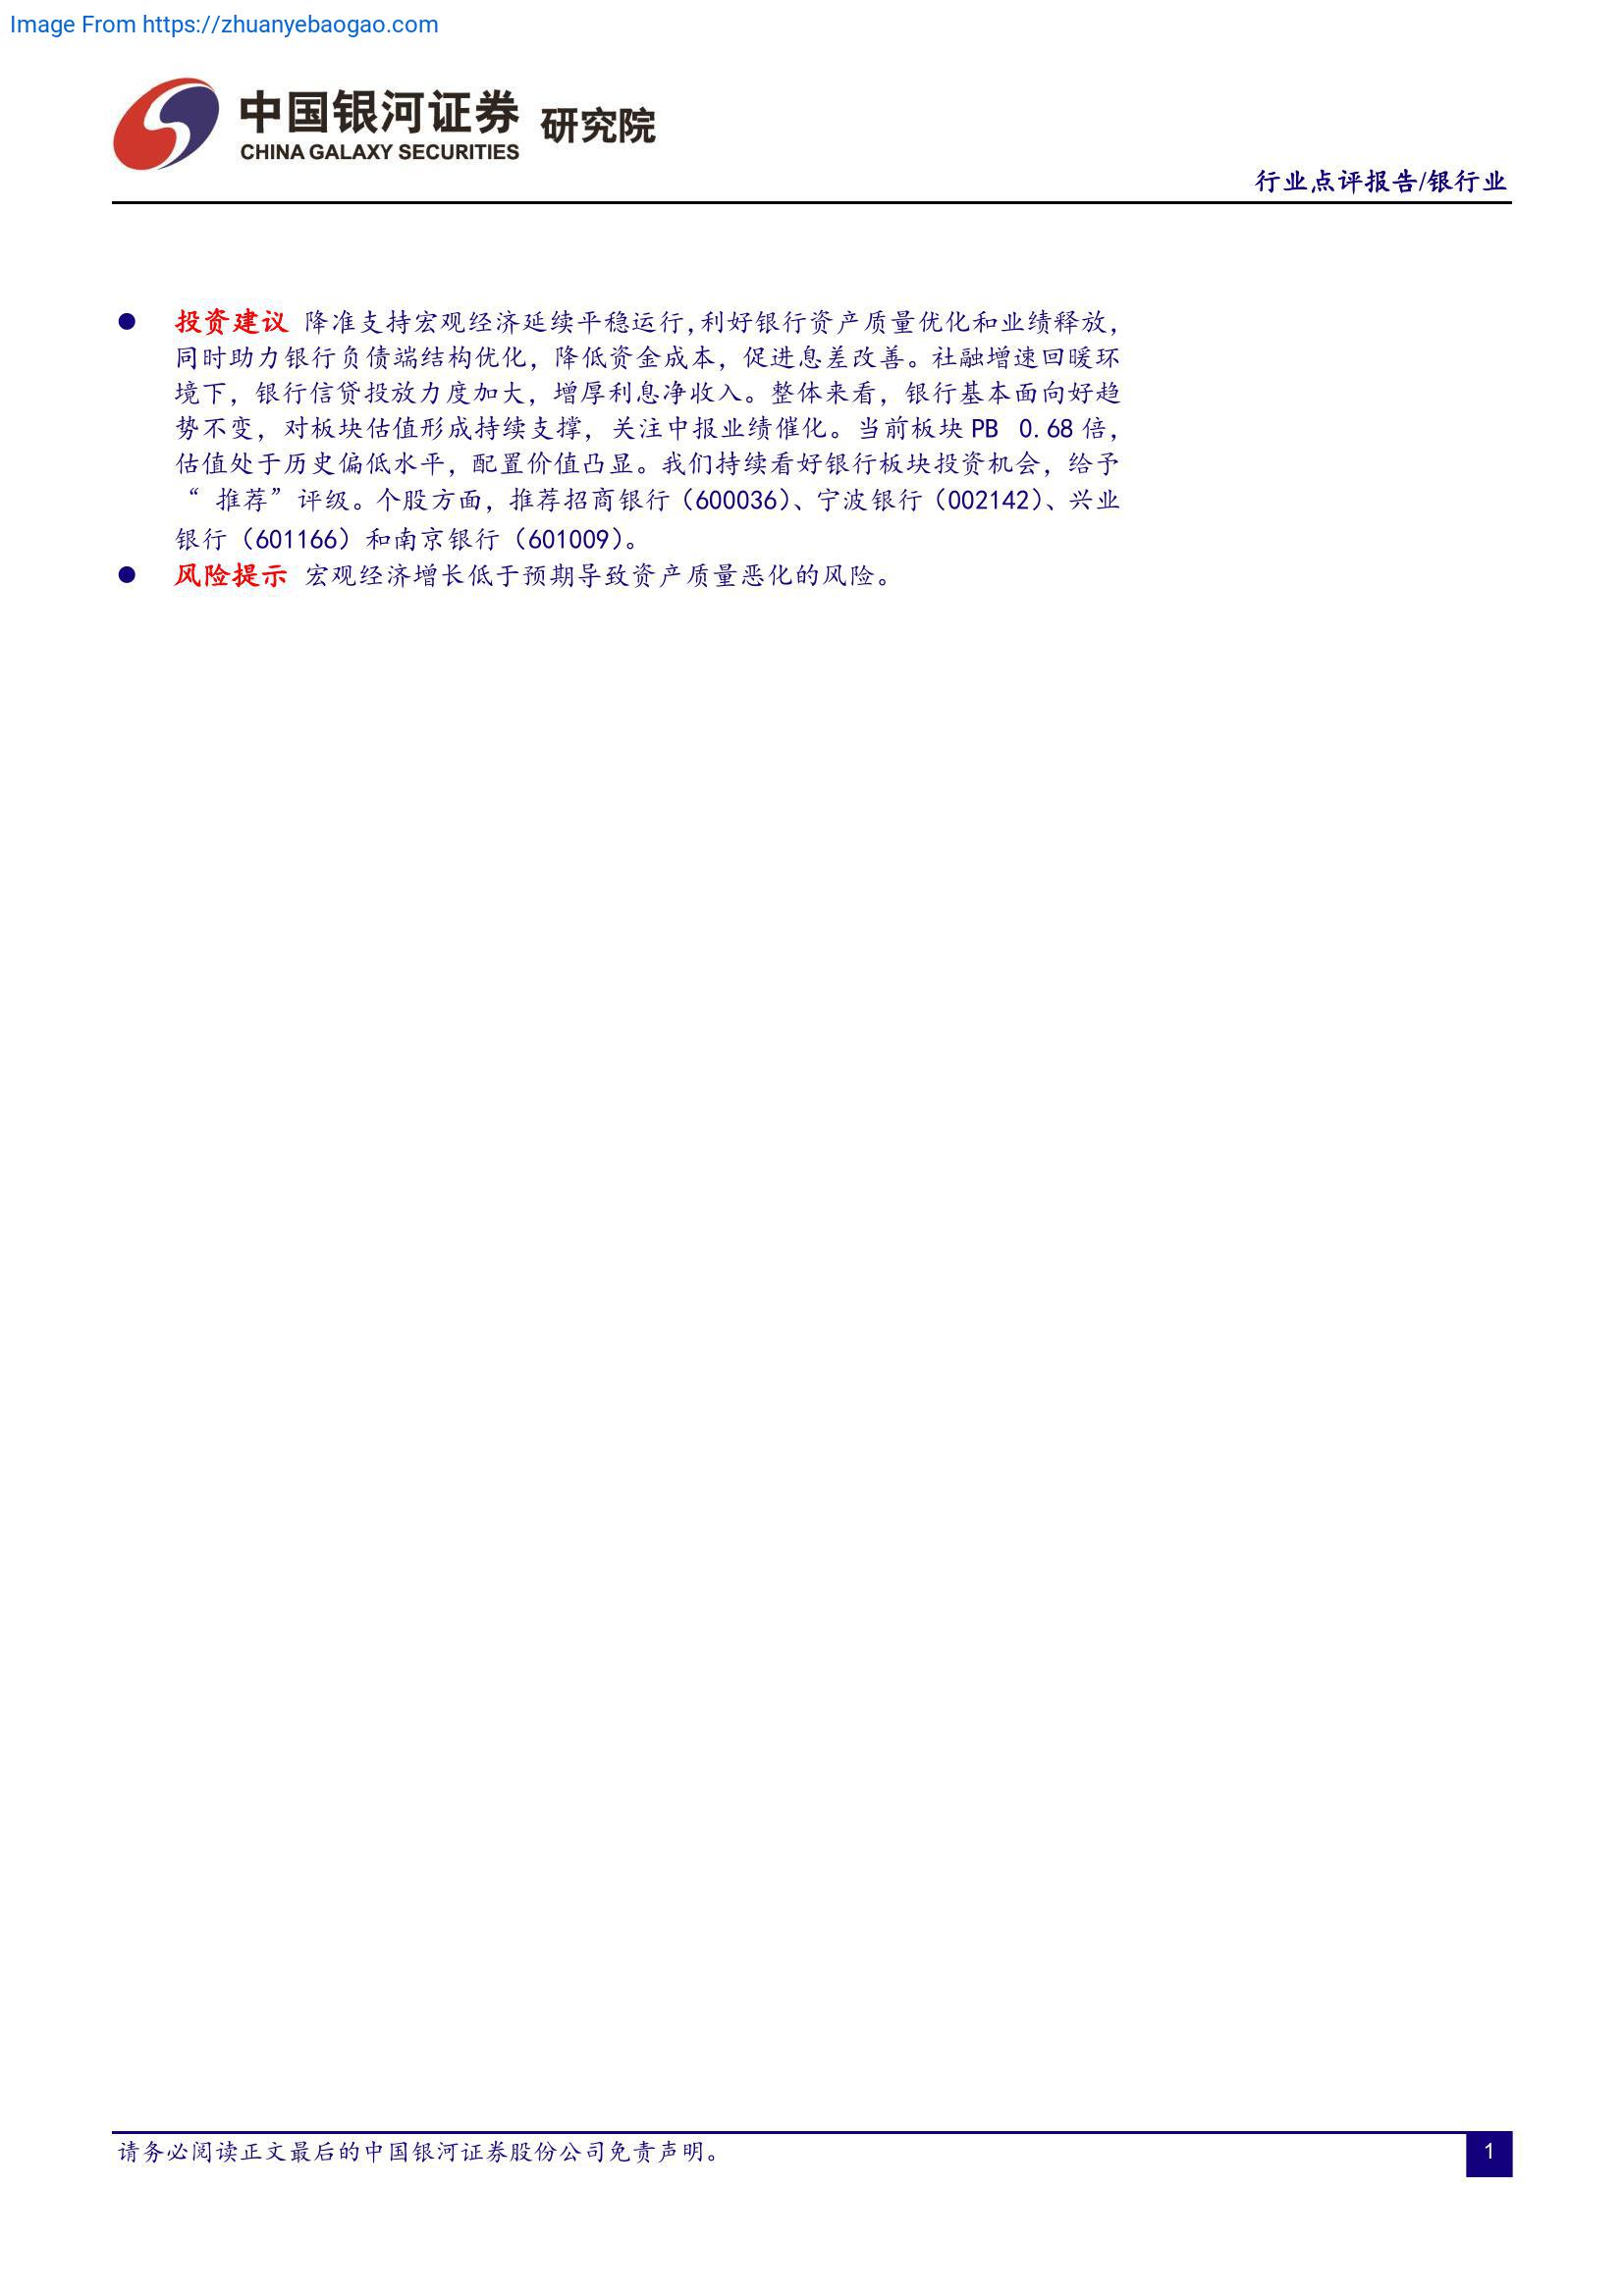 Image From https://zhuanyebaogao.com
中国银河证券 研究院
CHINA GALAXY SECURITIES
行业点评报告/银行业
● 投资建议 降准支持宏观经济延续平稳运行,利好银行资产质量优化和业绩释放，
同时助力银行负债端结构优化，降低资金成本，促进息差改善。社融增速回暖环
境下，银行信贷投放力度加大，增厚利息净收入。整体来看，银行基本面向好趋
势不变，对板块估值形成持续支撑，关注中报业绩催化。当前板块 PB 0.68 倍，
估值处于历史偏低水平，配置价值凸显。我们持续看好银行板块投资机会，给予
“ 推荐”评级。个股方面，推荐招商银行（600036）、宁波银行（002142）、兴业
银行（601166）和南京银行（601009）。
● 风险提示 宏观经济增长低于预期导致资产质量恶化的风险。
请务必阅读正文最后的中国银河证券股份公司免责声明。
1